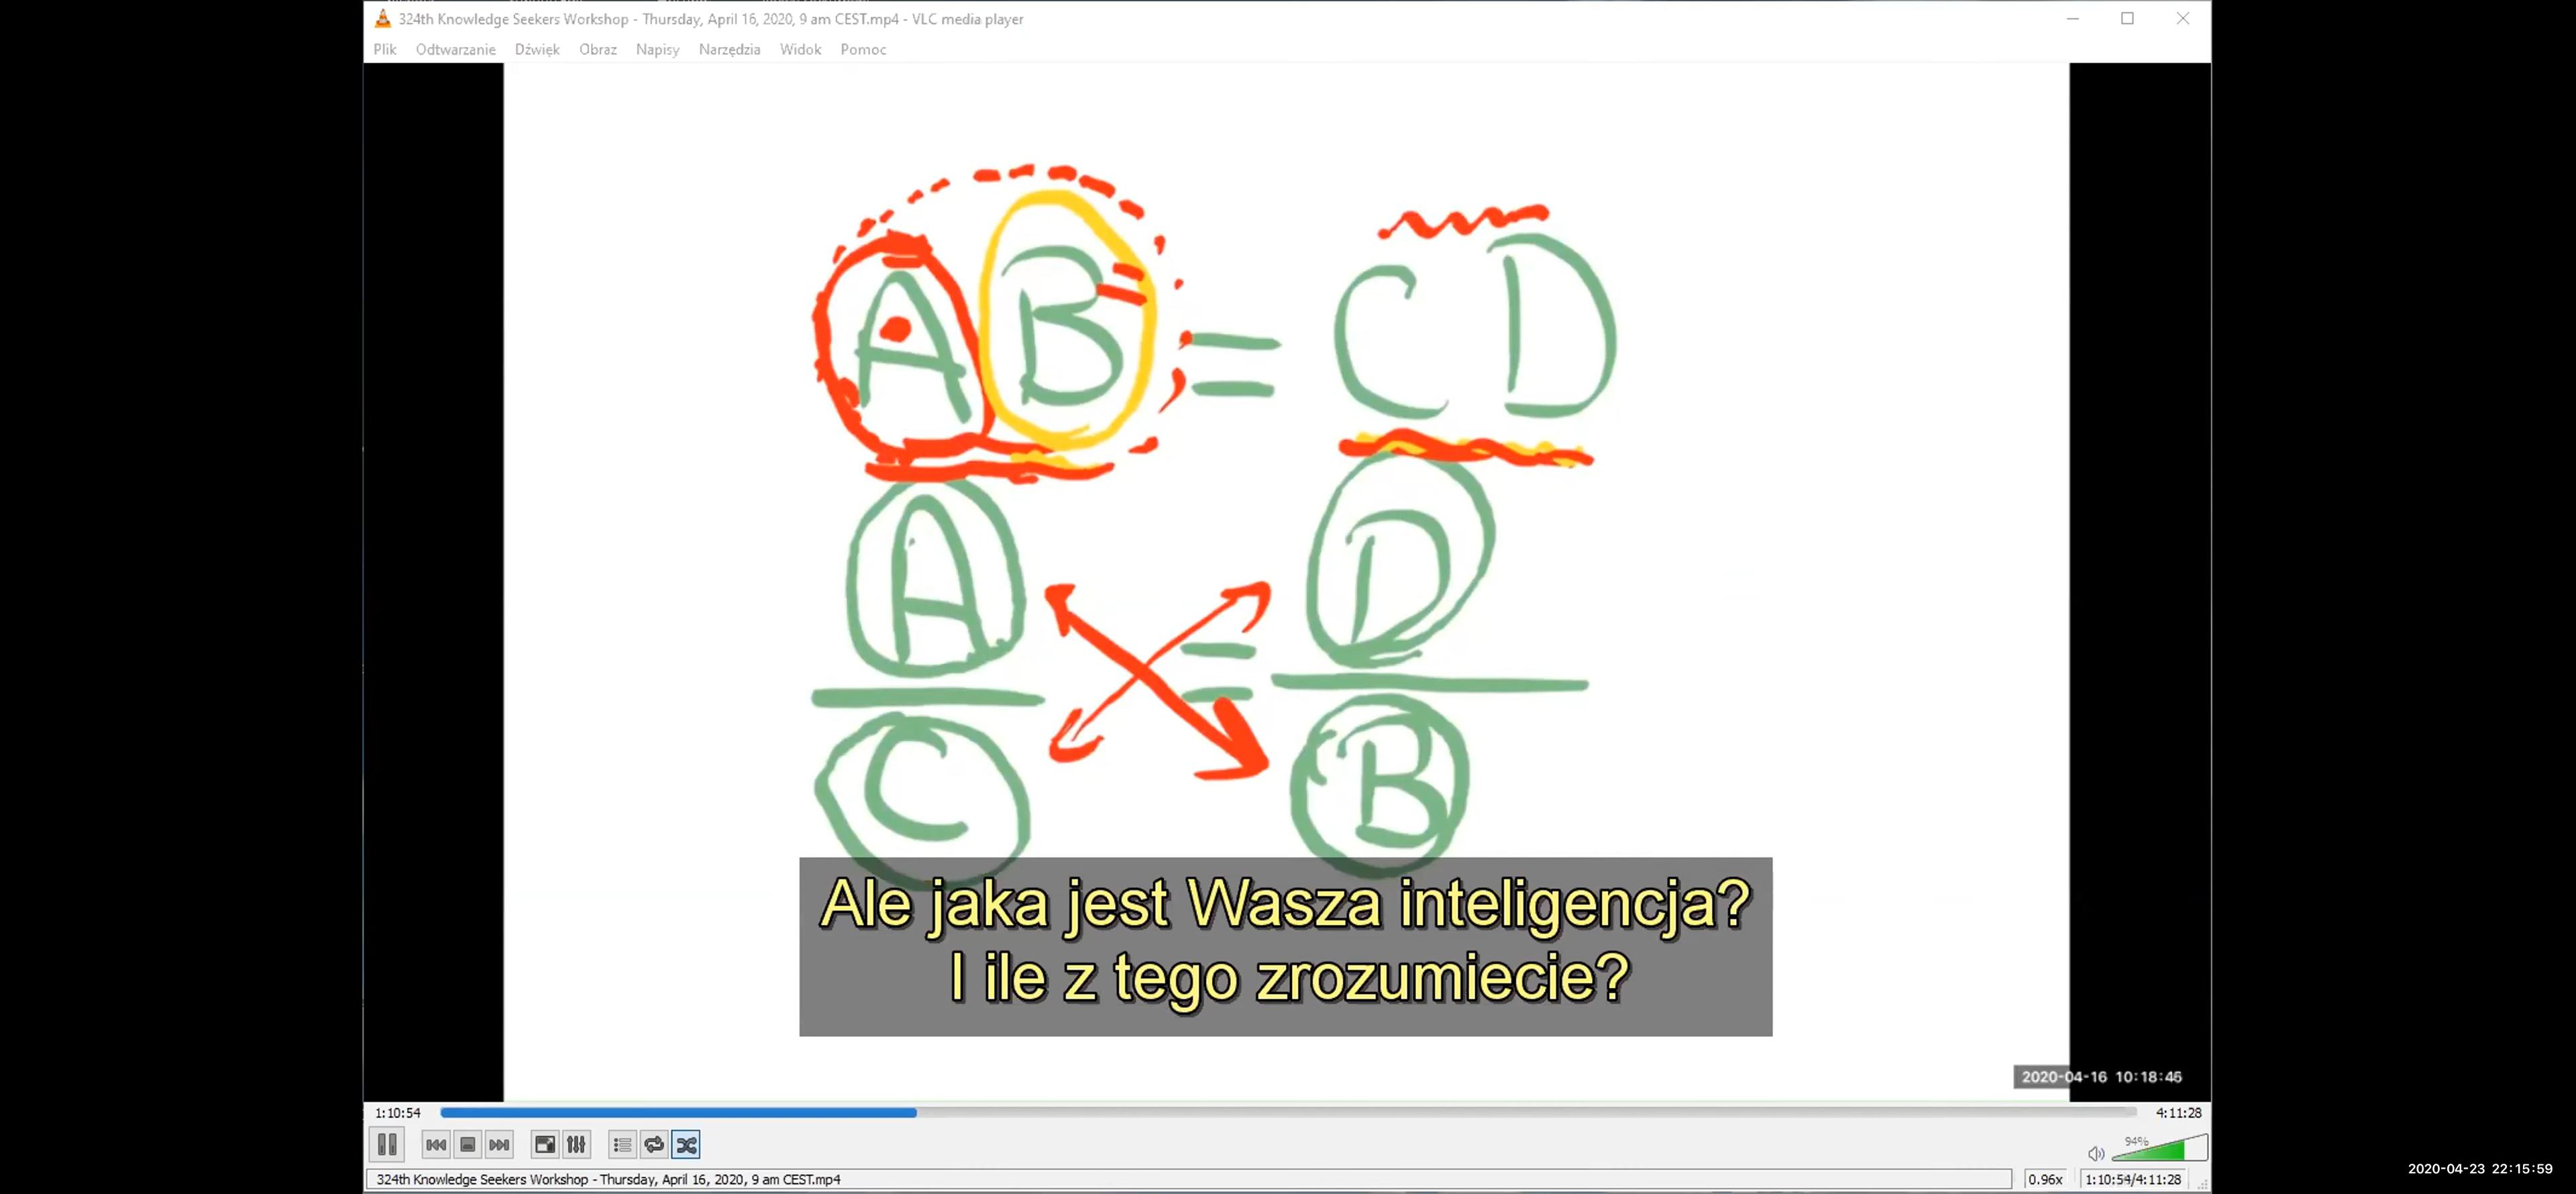 324th Knowledge Seekers Workshop - Thursday, April 16, 2020, 9 am CEST.mp4 - VLC media player
Plik Odtwarzanie Dźwięk Obraz Napisy Narzędzia Widok Pomoc
A B = C D
A = D
C B
Ale jaka jest Wasza inteligencja?
I ile z tego zrozumiecie?
2020-04-16 10:18:45
1:10:54 4:11:28
94%
324th Knowledge Seekers Workshop - Thursday, April 16, 2020, 9 am CEST.mp4 0.96x 1:10:54/4:11:28
2020-04-23 22:15:59